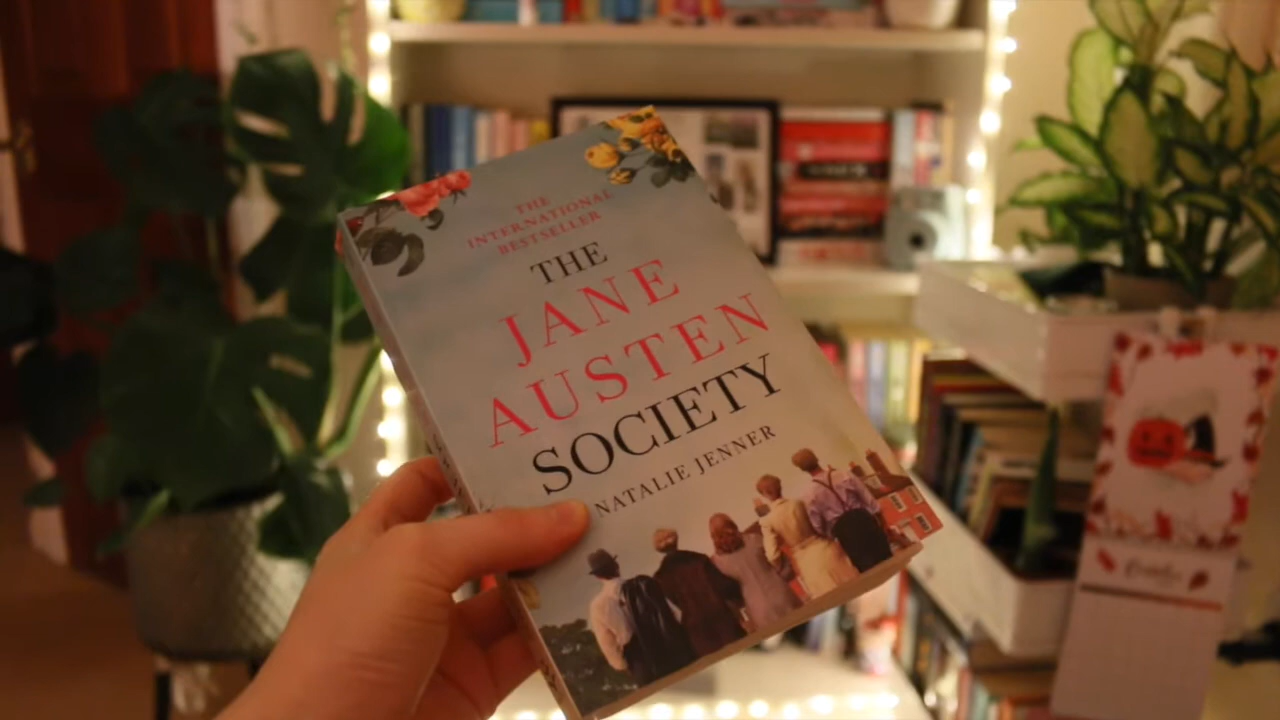 THE
INTERNATIONAL
BESTSELLER
THE
JANE
AUSTEN
SOCIETY
NATALIE JENNER